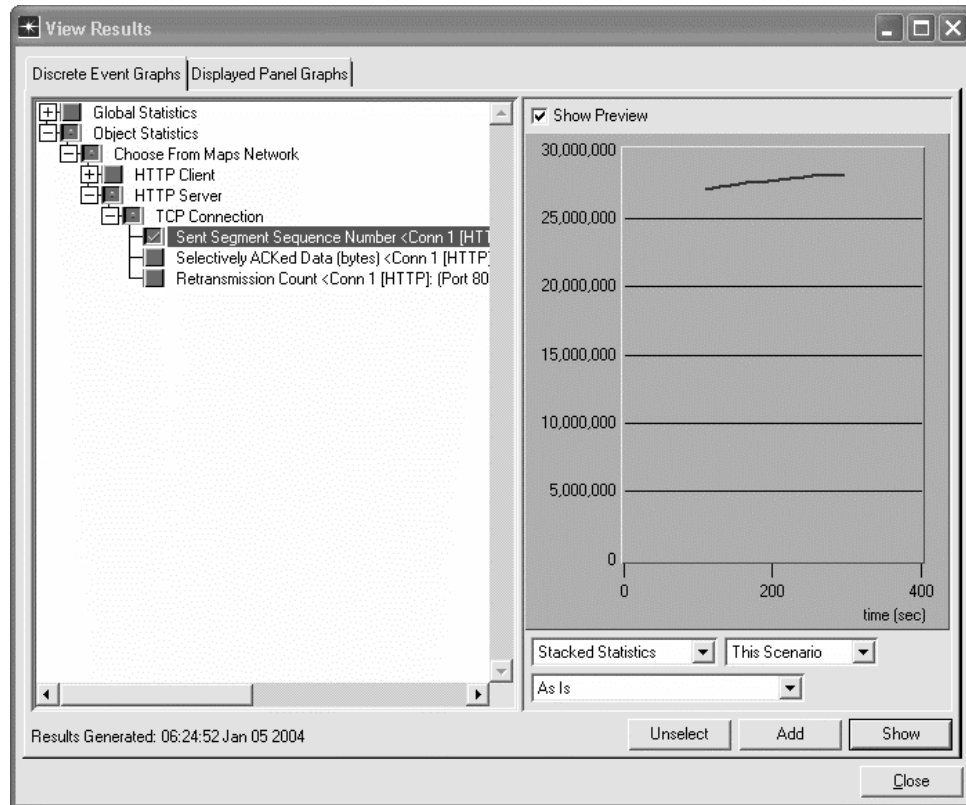 View Results
Discrete Event Graphs
Displayed Panel Graphs
Global Statistics
Object Statistics
Choose From Maps Network
HTTP Client
HTTP Server
TCP Connection
Sent Segment Sequence Number <Conn 1 [HTT
Selectively ACKed Data (bytes) <Conn 1 [HTTP]
Retransmission Count <Conn 1 [HTTP]: (Port 80
Show Preview
30,000,000
25,000,000
20,000,000
15,000,000
10,000,000
5,000,000
0
0 200 400
time (sec)
Stacked Statistics
This Scenario
As Is
Results Generated: 06:24:52 Jan 05 2004
Unselect
Add
Show
Close